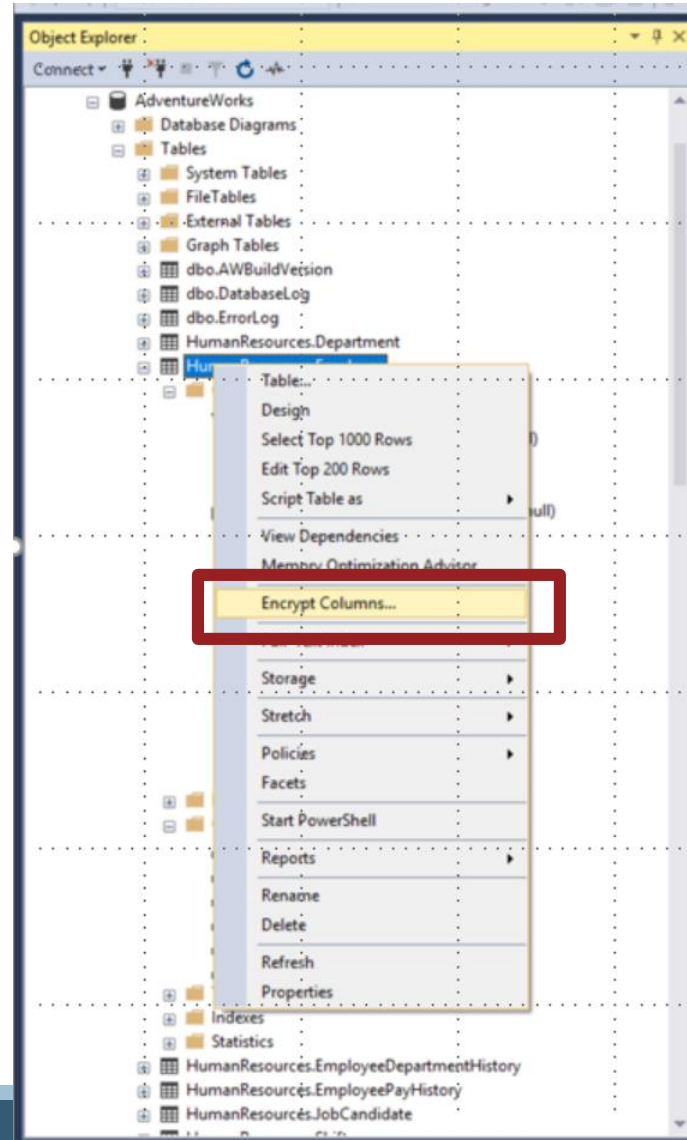 Object Explorer
Connect
AdventureWorks
Database Diagrams
Tables
System Tables
FileTables
External Tables
Graph Tables
dbo.AWBuildVersion
dbo.DatabaseLog
dbo.ErrorLog
HumanResources.Department
Table...
Design
Select Top 1000 Rows
Edit Top 200 Rows
Script Table as
null)
View Dependencies
Memory Optimization Advisor
Encrypt Columns...
Storage
Stretch
Policies
Facets
Start PowerShell
Reports
Rename
Delete
Refresh
Properties
Indexes
Statistics
HumanResources.EmployeeDepartmentHistory
HumanResources.EmployeePayHistory
HumanResources.JobCandidate